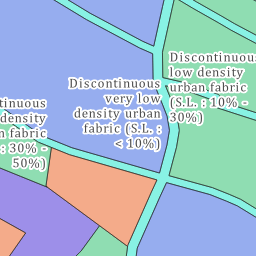 Discontinuous
very low
density urban
fabric (S.L. :
< 10%)
Discontinuous
low density
urban fabric
(S.L. : 10% -
30%)
density
fabric
: 30% -
50%)